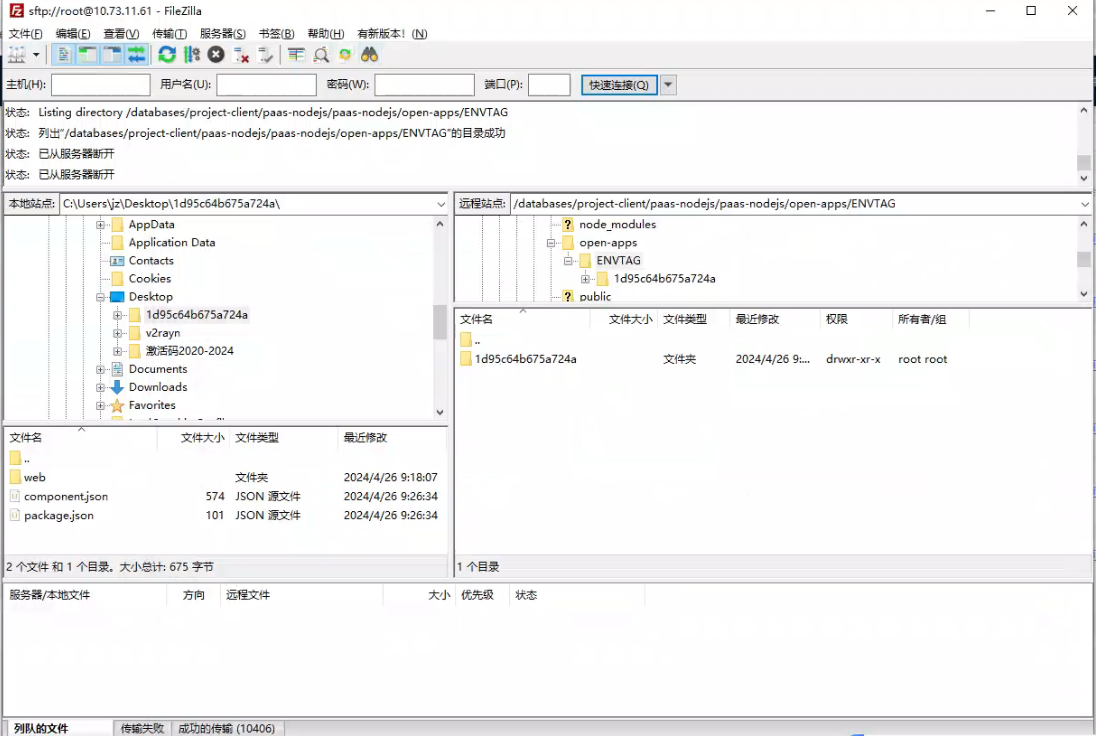 sftp://root@10.73.11.61 - FileZilla
文件(F) 编辑(E) 查看(V) 传输(T) 服务器(S) 书签(B) 帮助(H) 有新版本! (N)
主机(H): 用户名(U): 密码(W): 端口(P): 快速连接(Q)
状态: Listing directory /databases/project-client/paas-nodejs/paas-nodejs/open-apps/ENVTAG
状态: 列出"/databases/project-client/paas-nodejs/paas-nodejs/open-apps/ENVTAG"的目录成功
状态: 已从服务器断开
状态: 已从服务器断开
本地站点: C:\Users\jz\Desktop\1d95c64b675a724a\
AppData
Application Data
Contacts
Cookies
Desktop
1d95c64b675a724a
v2rayn
激活码2020-2024
Documents
Downloads
Favorites
文件名 文件大小 文件类型 最近修改
..
web 文件夹 2024/4/26 9:18:07
component.json 574 JSON 源文件 2024/4/26 9:26:34
package.json 101 JSON 源文件 2024/4/26 9:26:34
2 个文件 和 1 个目录。大小总计: 675 字节
远程站点: /databases/project-client/paas-nodejs/paas-nodejs/open-apps/ENVTAG
node_modules
open-apps
ENVTAG
1d95c64b675a724a
public
文件名 文件大小 文件类型 最近修改 权限 所有者/组
..
1d95c64b675a724a 文件夹 2024/4/26 9:... drwxr-xr-x root root
1 个目录
服务器/本地文件 方向 远程文件 大小 优先级 状态
列队的文件 传输失败 成功的传输 (10406)